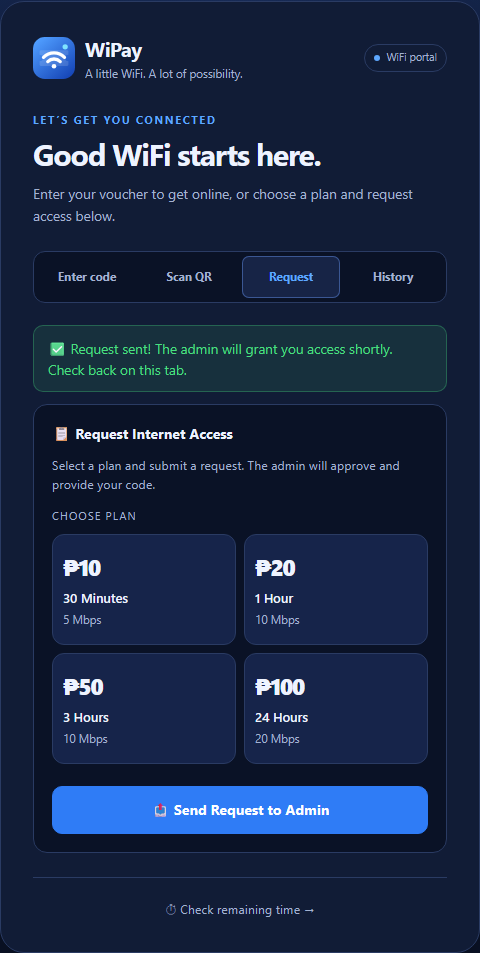 WiPay
A little WiFi. A lot of possibility.
WiFi portal
LET'S GET YOU CONNECTED
Good WiFi starts here.
Enter your voucher to get online, or choose a plan and request
access below.
Enter code
Scan QR
Request
History
✅ Request sent! The admin will grant you access shortly.
Check back on this tab.
📋 Request Internet Access
Select a plan and submit a request. The admin will approve and
provide your code.
CHOOSE PLAN
₱10
30 Minutes
5 Mbps
₱20
1 Hour
10 Mbps
₱50
3 Hours
10 Mbps
₱100
24 Hours
20 Mbps
📤 Send Request to Admin
⏱ Check remaining time →